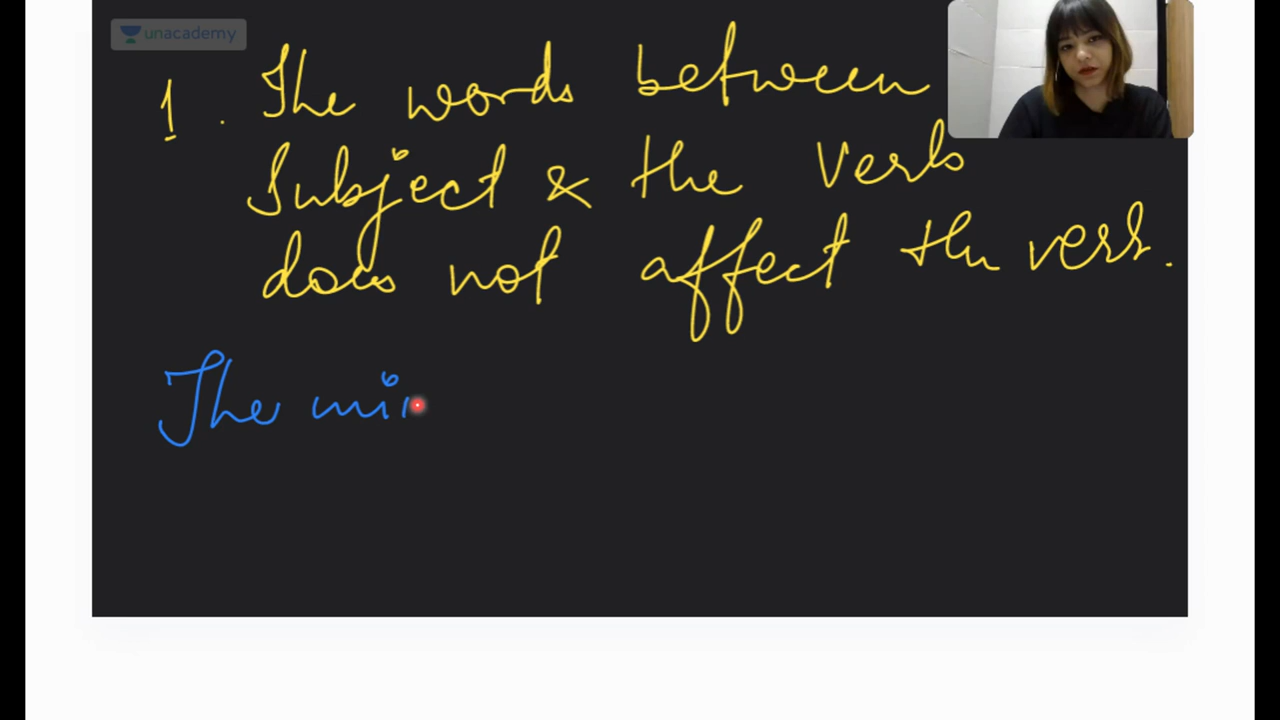 unacademy
1. The words between
Subject & the Verb
does not affect the verb.
The mi